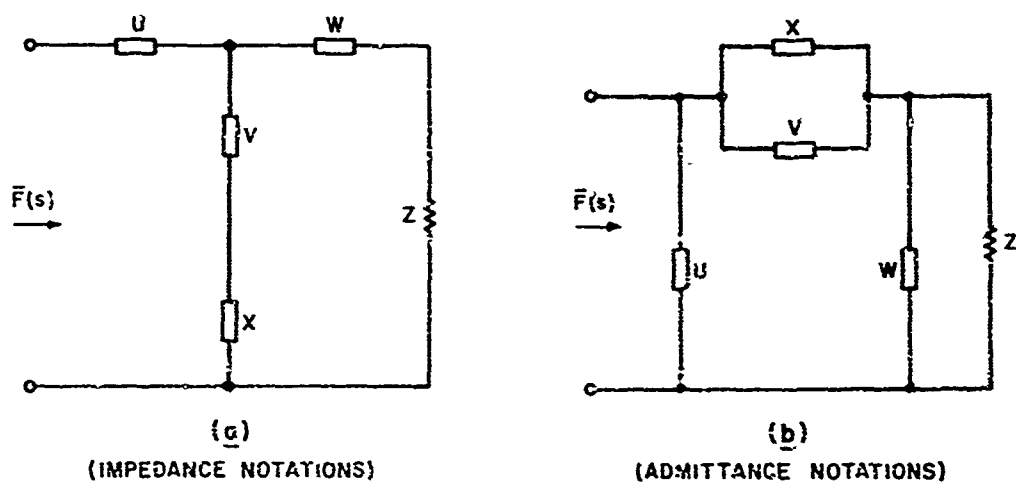 U
W
V
F̅(s)
Z
X
(a)
(IMPEDANCE NOTATIONS)
X
V
F̅(s)
U
W
Z
(b)
(ADMITTANCE NOTATIONS)